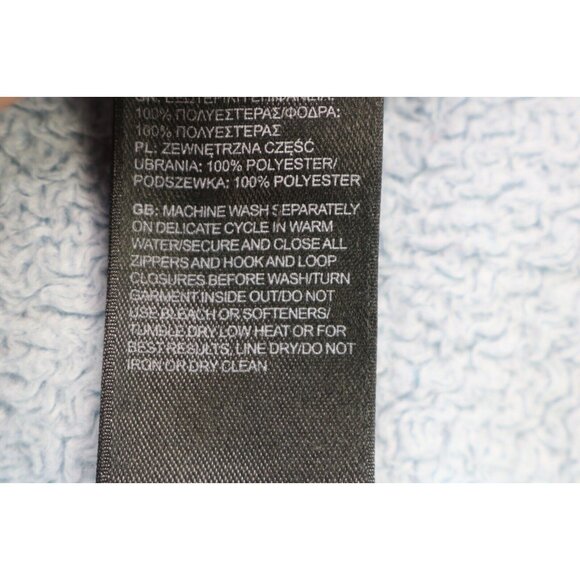 GR: ΕΞΩΤΕΡΙΚΗ ΕΠΙΦΑΝΕΙΑ:
100% ΠΟΛΥΕΣΤΕΡΑΣ/ΦΟΔΡΑ:
100% ΠΟΛΥΕΣΤΕΡΑΣ
PL: ZEWNĘTRZNA CZĘŚĆ
UBRANIA: 100% POLYESTER/
PODSZEWKA: 100% POLYESTER
GB: MACHINE WASH SEPARATELY
ON DELICATE CYCLE IN WARM
WATER/SECURE AND CLOSE ALL
ZIPPERS AND HOOK AND LOOP
CLOSURES BEFORE WASH/TURN
GARMENT INSIDE OUT/DO NOT
USE BLEACH OR SOFTENERS/
TUMBLE DRY LOW HEAT OR FOR
BEST RESULTS, LINE DRY/DO NOT
IRON OR DRY CLEAN